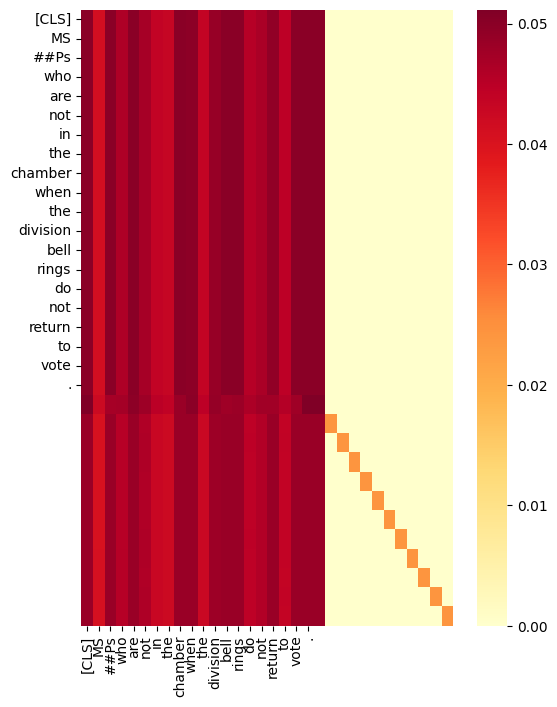 [CLS]
MS
##Ps
who
are
not
in
the
chamber
when
the
division
bell
rings
do
not
return
to
vote
.
[CLS]
MS
##Ps
who
are
not
in
the
chamber
when
the
division
bell
rings
do
not
return
to
vote
.
0.05
0.04
0.03
0.02
0.01
0.00